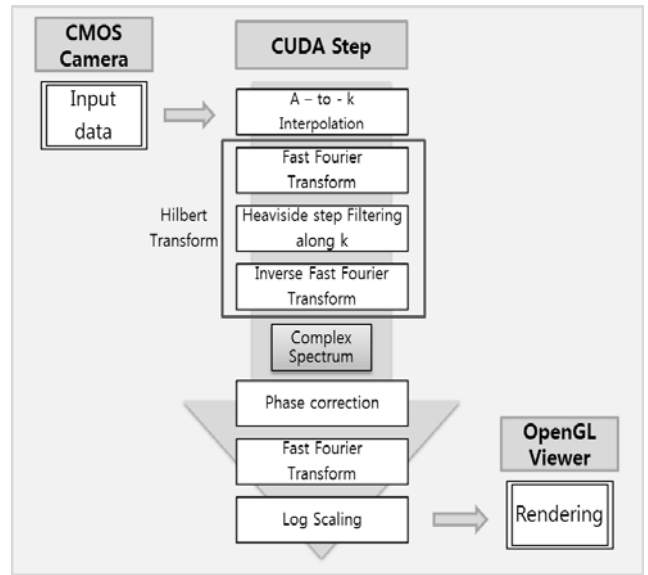 CMOS
Camera
CUDA Step
Input
data
A – to - k
Interpolation
Fast Fourier
Transform
Hilbert
Transform
Heaviside step Filtering
along k
Inverse Fast Fourier
Transform
Complex
Spectrum
Phase correction
Fast Fourier
Transform
Log Scaling
OpenGL
Viewer
Rendering